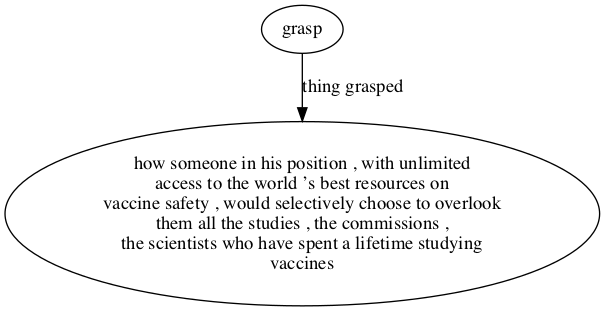 grasp
thing grasped
how someone in his position , with unlimited
access to the world 's best resources on
vaccine safety , would selectively choose to overlook
them all the studies , the commissions ,
the scientists who have spent a lifetime studying
vaccines